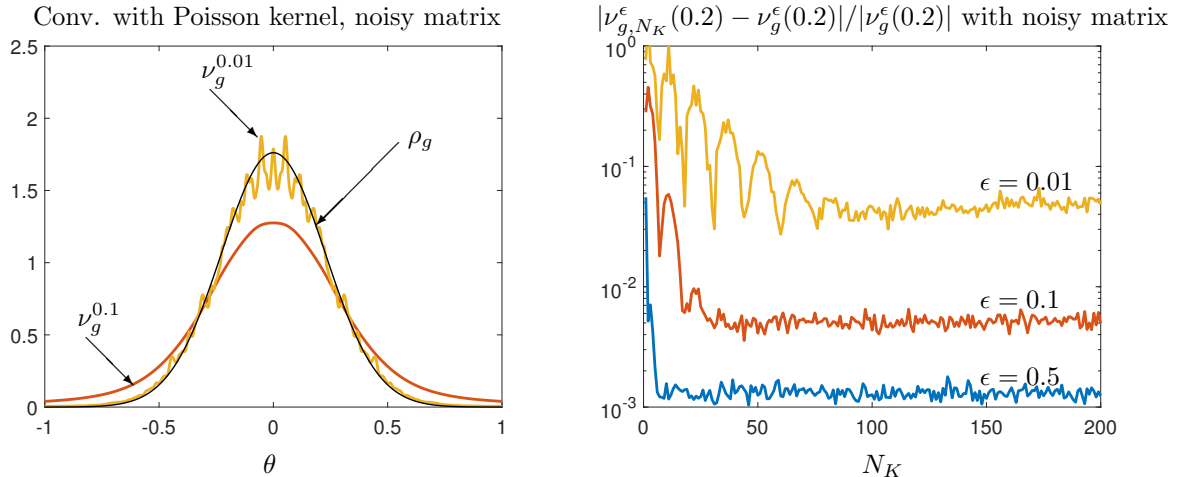 Conv. with Poisson kernel, noisy matrix
2.5
2
1.5
1
0.5
0
-1
-0.5
0
0.5
1
θ
ν_g^{0.01}
ρ_g
ν_g^{0.1}
|ν_{g,N_K}^ϵ(0.2) − ν_g^ϵ(0.2)|/|ν_g^ϵ(0.2)| with noisy matrix
10^0
10^{-1}
10^{-2}
10^{-3}
0
50
100
150
200
N_K
ϵ = 0.01
ϵ = 0.1
ϵ = 0.5